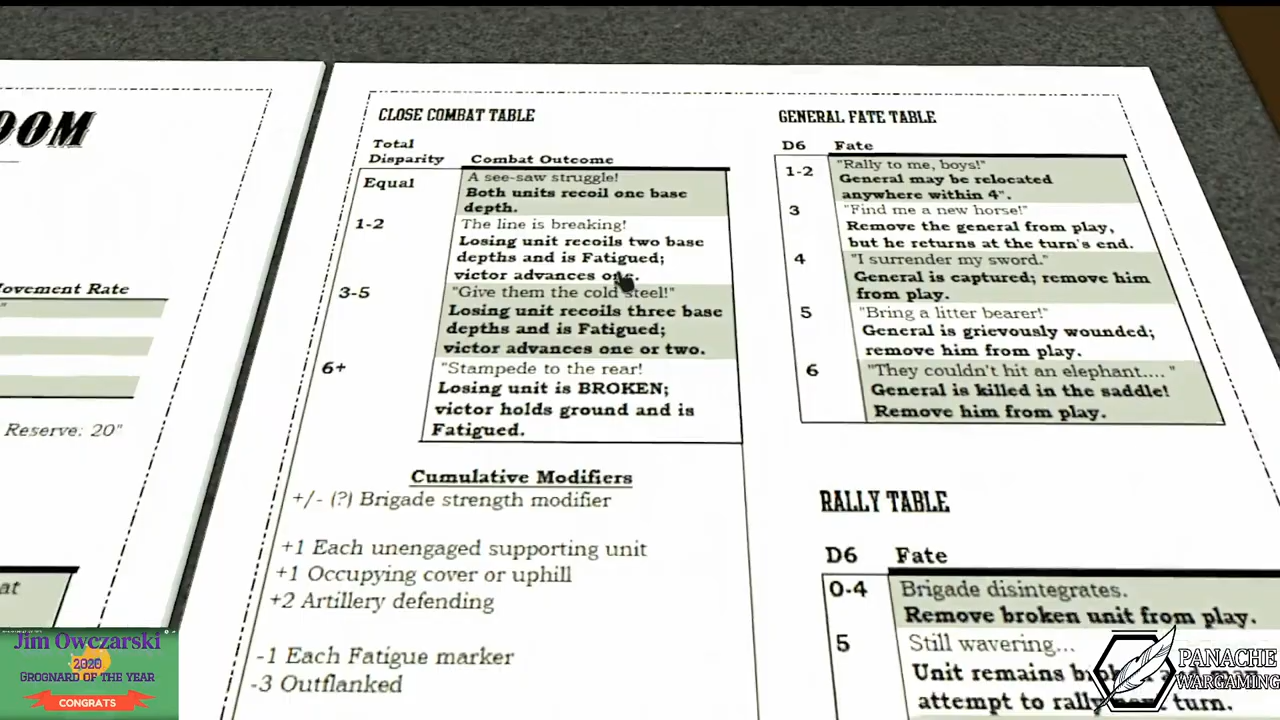 OOM
ovement Rate
Reserve: 20"
at
CLOSE COMBAT TABLE
Total
Disparity Combat Outcome
Equal
A see-saw struggle!
Both units recoil one base
depth.
1-2
The line is breaking!
Losing unit recoils two base
depths and is Fatigued;
victor advances one.
3-5
"Give them the cold steel!"
Losing unit recoils three base
depths and is Fatigued;
victor advances one or two.
6+
"Stampede to the rear!
Losing unit is BROKEN;
victor holds ground and is
Fatigued.
Cumulative Modifiers
+/- (?) Brigade strength modifier
+1 Each unengaged supporting unit
+1 Occupying cover or uphill
+2 Artillery defending
-1 Each Fatigue marker
-3 Outflanked
GENERAL FATE TABLE
D6 Fate
1-2
"Rally to me, boys!"
General may be relocated
anywhere within 4".
3
"Find me a new horse!"
Remove the general from play,
but he returns at the turn's end.
4
"I surrender my sword."
General is captured; remove him
from play.
5
"Bring a litter bearer!"
General is grievously wounded;
remove him from play.
6
"They couldn't hit an elephant.... "
General is killed in the saddle!
Remove him from play.
RALLY TABLE
D6 Fate
0-4
Brigade disintegrates.
Remove broken unit from play.
5
Still wavering...
Unit remains
attempt to rally next turn.
Jim Owczarski
2020
GROGNARD OF THE YEAR
CONGRATS
PANACHE
WARGAMING